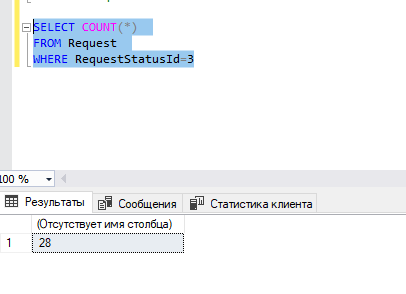 SELECT COUNT(*)
FROM Request
WHERE RequestStatusId=3
100 %
Результаты Сообщения Статистика клиента
(Отсутствует имя столбца)
1 28